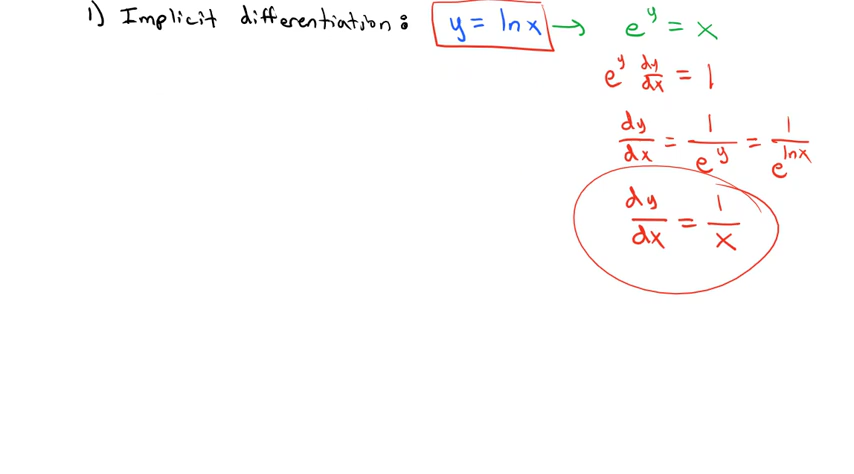 1) Implicit differentiation: y = ln x → e^y = x
e^y dy/dx = 1
dy/dx = 1/e^y = 1/e^ln x
dy/dx = 1/x